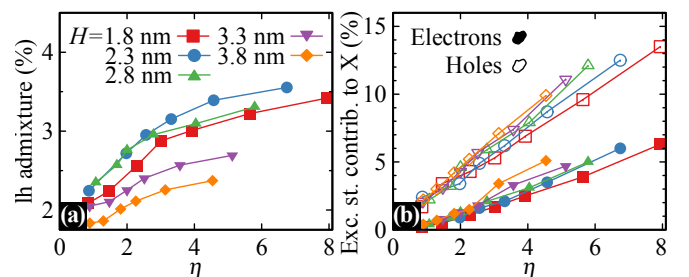 lh admixture (%)
4
3
2
H=1.8 nm
2.3 nm
2.8 nm
3.3 nm
3.8 nm
(a)
0 2 4 6 8
η
Exc. st. contrib. to X (%)
15
10
5
0
Electrons
Holes
(b)
0 2 4 6 8
η